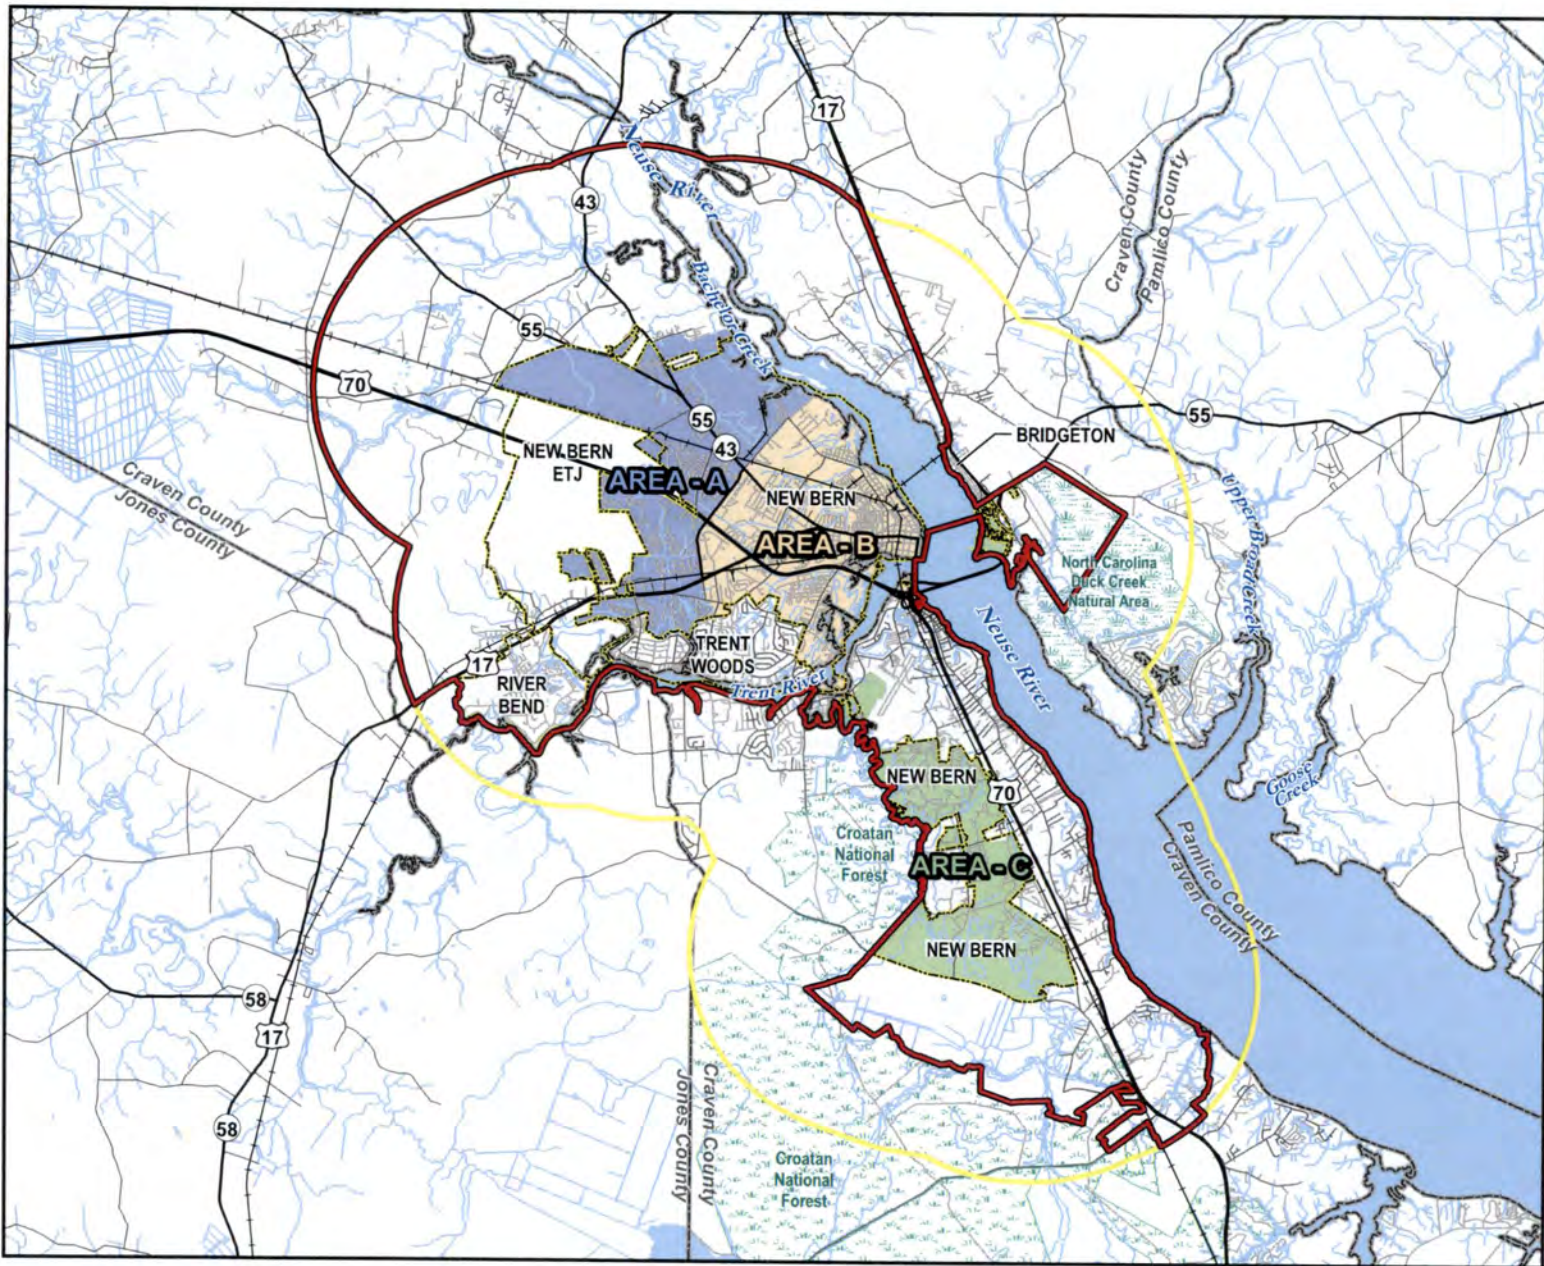 17
Neuse River
43
Craven County
Pamlico County
Bachelor Creek
55
70
55
55
BRIDGETON
43
NEW BERN
ETJ
AREA - A
NEW BERN
AREA - B
Craven County
Jones County
Upper Broadcreek
North Carolina
Duck Creek
Natural Area
Neuse River
TRENT
WOODS
17
RIVER
BEND
Trent River
NEW BERN
70
Goose
Creek
Croatan
National
Forest
AREA - C
Pamlico County
Craven County
NEW BERN
58
17
Craven County
Jones County
58
Croatan
National
Forest